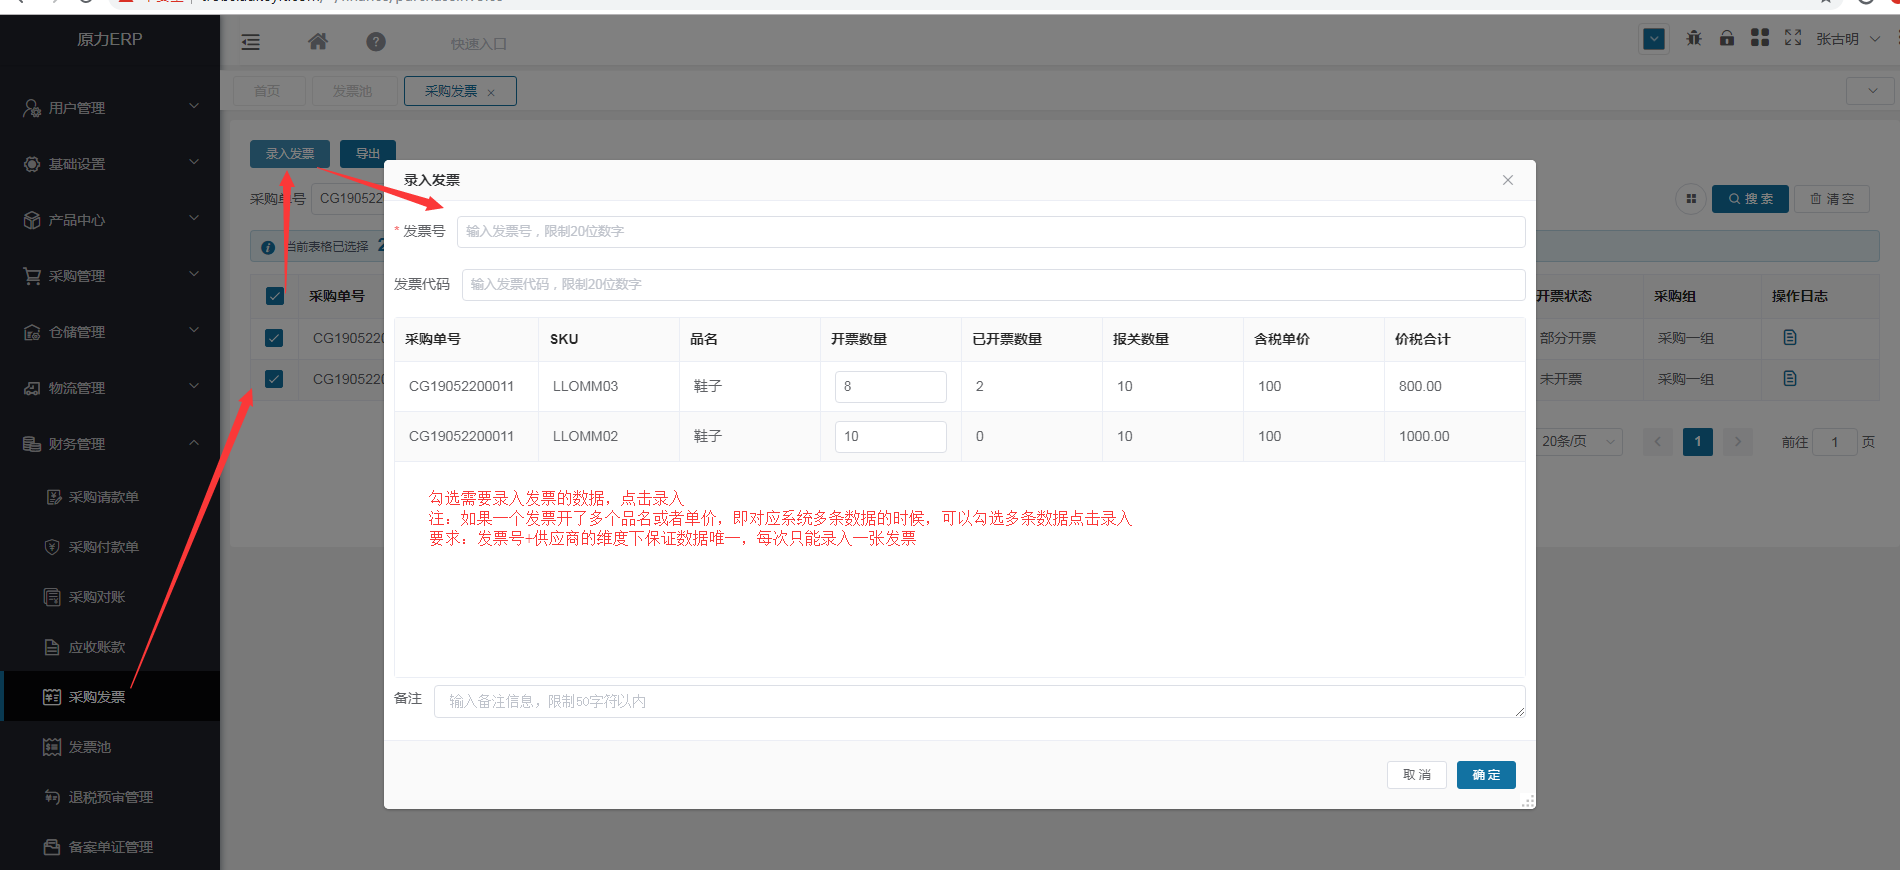 原力ERP
快速入口
张古明
首页
发票池
采购发票 ×
用户管理
基础设置
产品中心
采购管理
仓储管理
物流管理
财务管理
采购请款单
采购付款单
采购对账
应收账款
采购发票
发票池
退税预审管理
备案单证管理
录入发票
导出
采购单号 CG1905220
搜索
清空
当前表格已选择 2
采购单号
开票状态 采购组 操作日志
CG1905220
部分开票 采购一组
CG1905220
未开票 采购一组
20条/页 1 前往 1 页
录入发票
* 发票号 输入发票号，限制20位数字
发票代码 输入发票代码，限制20位数字
采购单号 SKU 品名 开票数量 已开票数量 报关数量 含税单价 价税合计
CG19052200011 LLOMM03 鞋子 8 2 10 100 800.00
CG19052200011 LLOMM02 鞋子 10 0 10 100 1000.00
勾选需要录入发票的数据，点击录入
注：如果一个发票开了多个品名或者单价，即对应系统多条数据的时候，可以勾选多条数据点击录入
要求：发票号+供应商的维度下保证数据唯一，每次只能录入一张发票
备注 输入备注信息，限制50字符以内
取消 确定